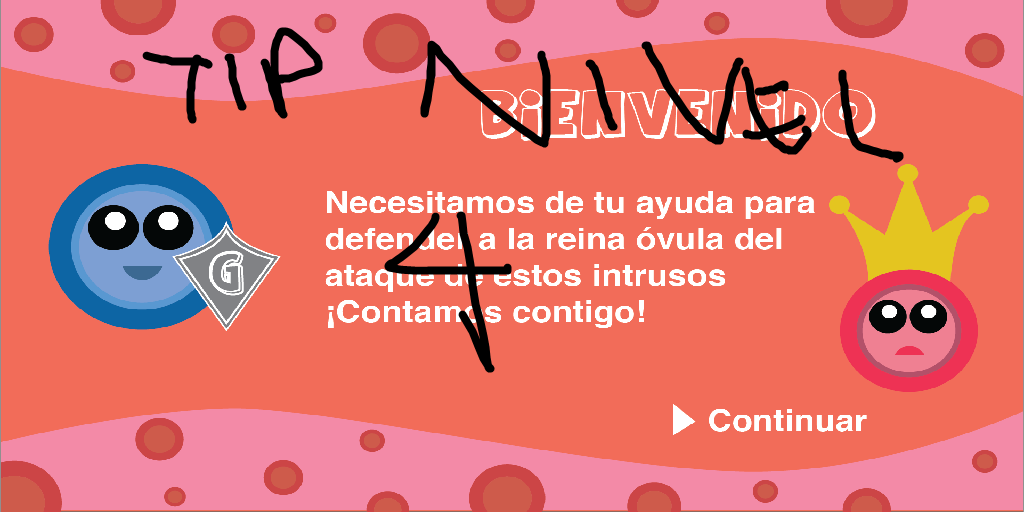 TIP NIVEL
BiENVENiDO
Necesitamos de tu ayuda para
defender a la reina óvula del
4
ataque de estos intrusos
¡Contamos contigo!
G
Continuar